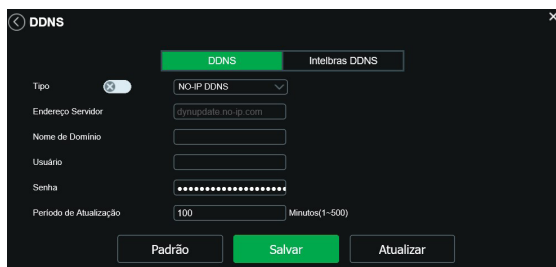 DDNS
DDNS Intelbras DDNS
Tipo NO-IP DDNS
Endereço Servidor dynupdate.no-ip.com
Nome de Domínio
Usuário
Senha
Período de Atualização 100 Minutos(1~500)
Padrão Salvar Atualizar